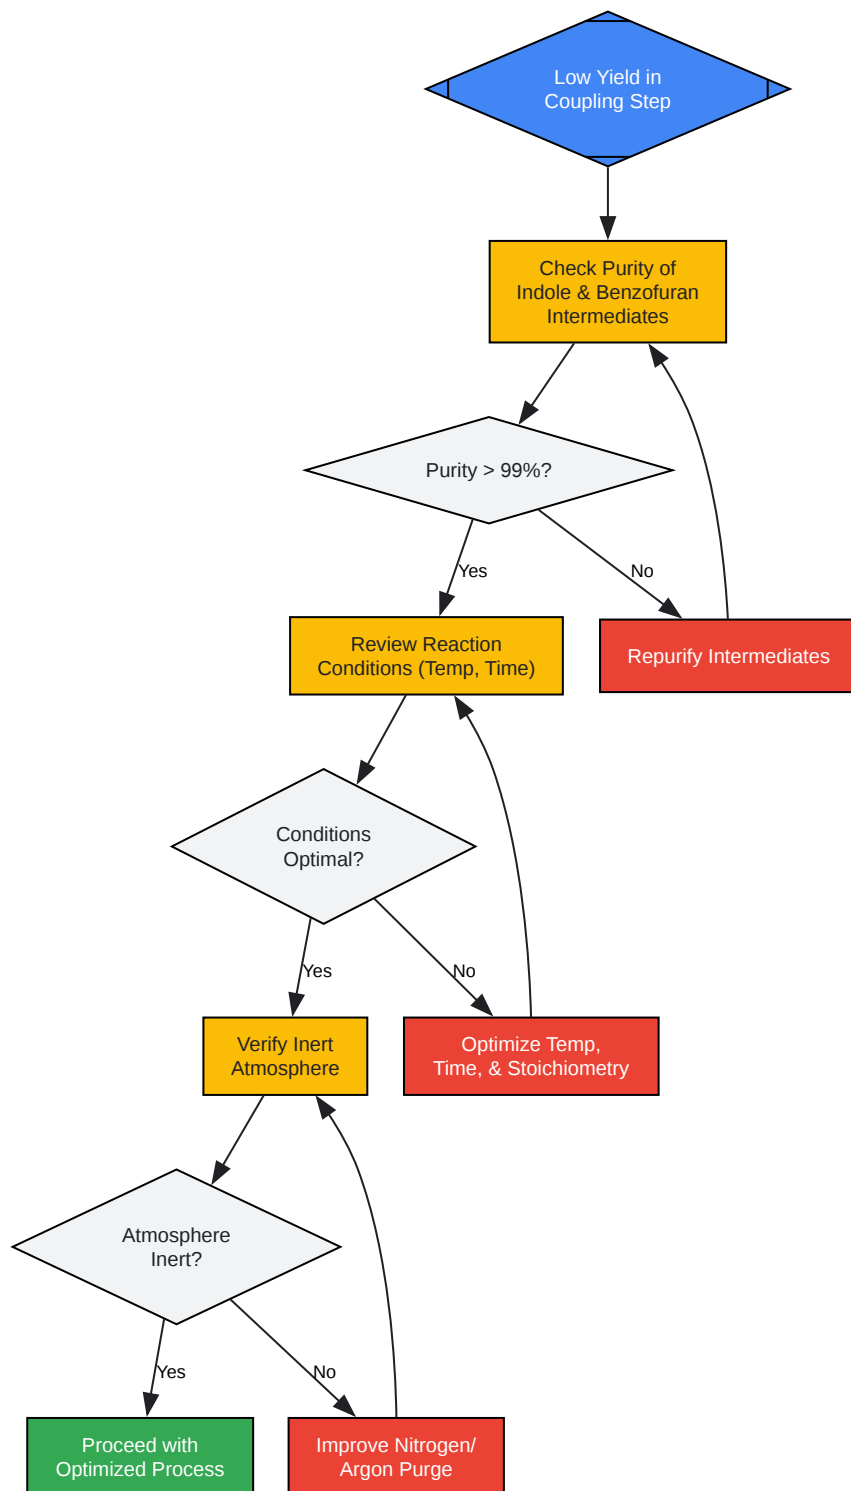 Low Yield in
Coupling Step
Check Purity of
Indole & Benzofuran
Intermediates
Purity > 99%?
Yes
No
Review Reaction
Conditions (Temp, Time)
Repurify Intermediates
Conditions
Optimal?
Yes
No
Verify Inert
Atmosphere
Optimize Temp,
Time, & Stoichiometry
Atmosphere
Inert?
Yes
No
Proceed with
Optimized Process
Improve Nitrogen/
Argon Purge